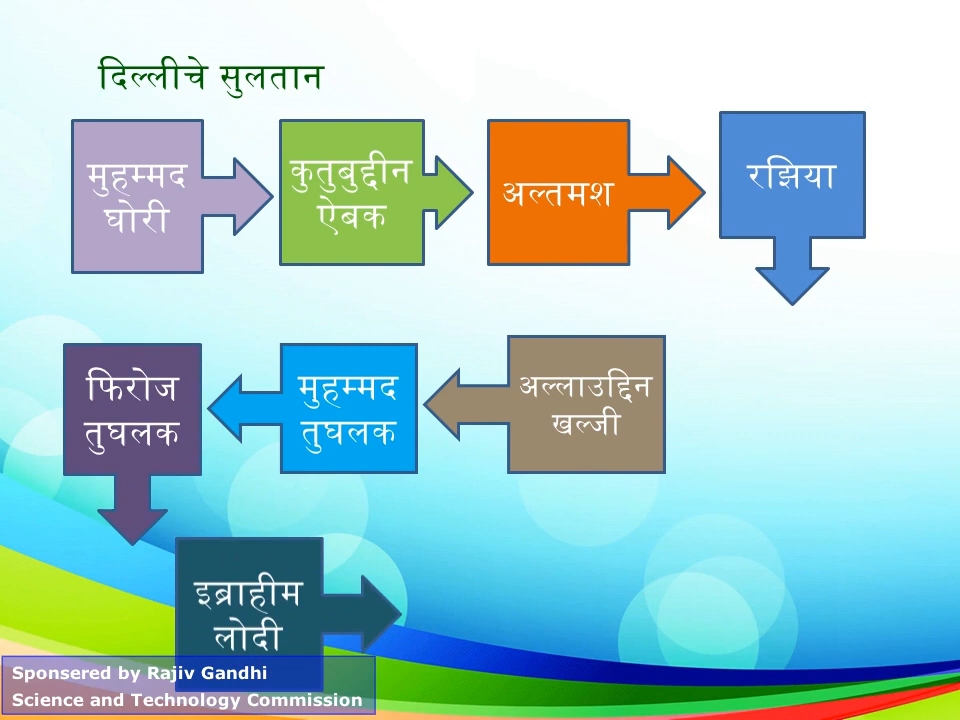 दिल्लीचे सुलतान
मुहम्मद
घोरी
कुतुबुद्दीन
ऐबक
अल्तमश
रझिया
अल्लाउद्दिन
खल्जी
मुहम्मद
तुघलक
फिरोज
तुघलक
इब्राहीम
लोदी
Sponsered by Rajiv Gandhi
Science and Technology Commission